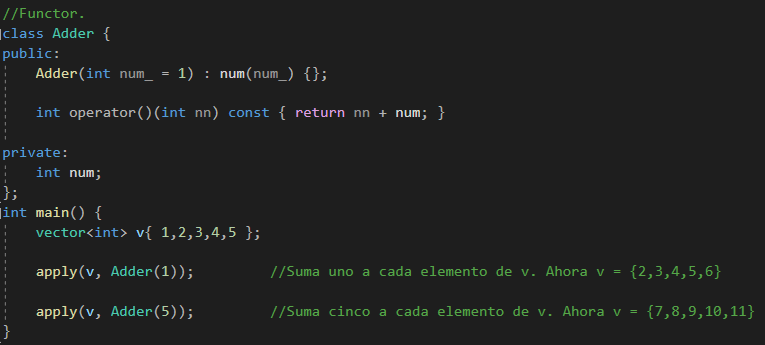 //Functor.
class Adder {
public:
    Adder(int num_ = 1) : num(num_) {};
    int operator()(int nn) const { return nn + num; }
private:
    int num;
};
int main() {
    vector<int> v{ 1,2,3,4,5 };
    apply(v, Adder(1));         //Suma uno a cada elemento de v. Ahora v = {2,3,4,5,6}
    apply(v, Adder(5));         //Suma cinco a cada elemento de v. Ahora v = {7,8,9,10,11}
}